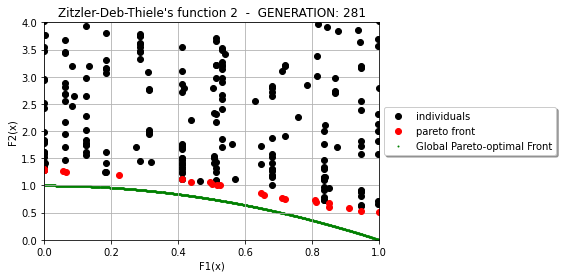 Zitzler-Deb-Thiele's function 2 - GENERATION: 281
4.0
3.5
3.0
2.5
2.0
1.5
1.0
0.5
0.0
F2(x)
0.0 0.2 0.4 0.6 0.8 1.0
F1(x)
individuals
pareto front
Global Pareto-optimal Front